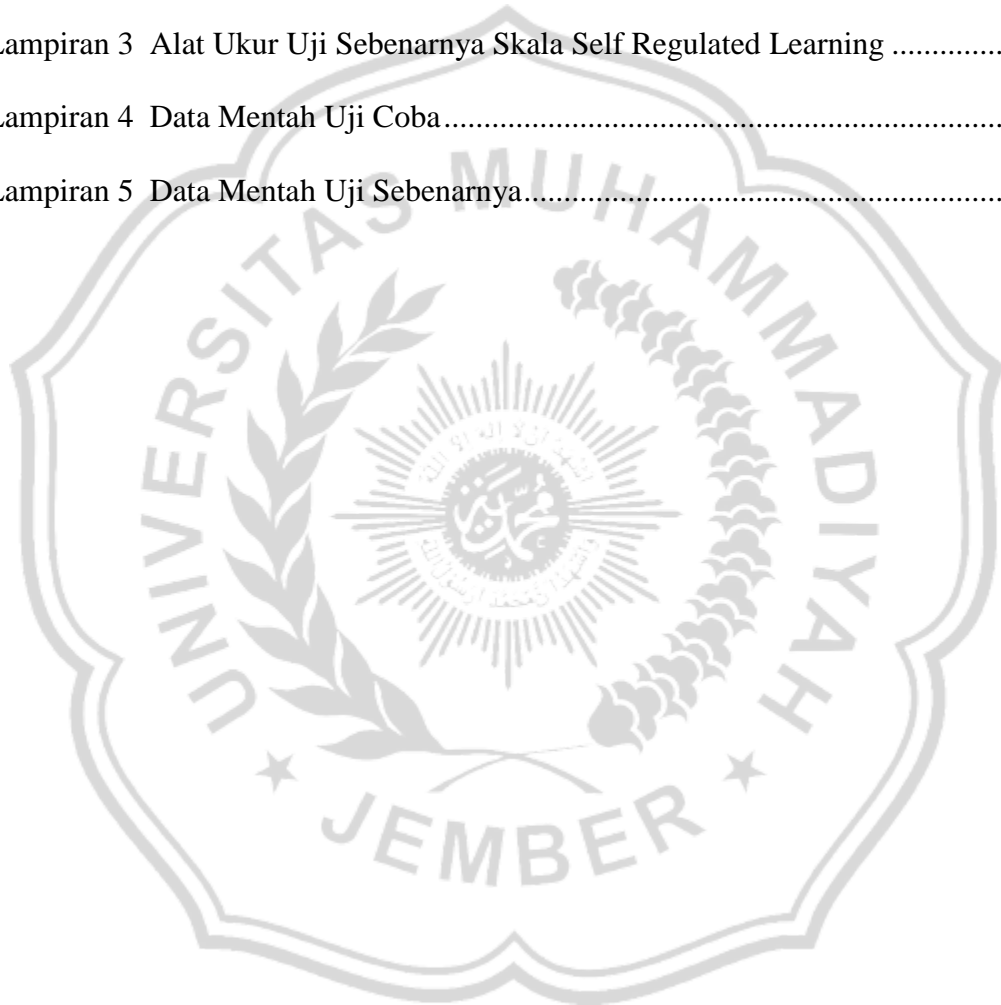 Lampiran 3 Alat Ukur Uji Sebenarnya Skala Self Regulated Learning ..............
Lampiran 4 Data Mentah Uji Coba......................................................................
Lampiran 5 Data Mentah Uji Sebenarnya............................................................
UNIVERSITAS MUHAMMADIYAH
JEMBER